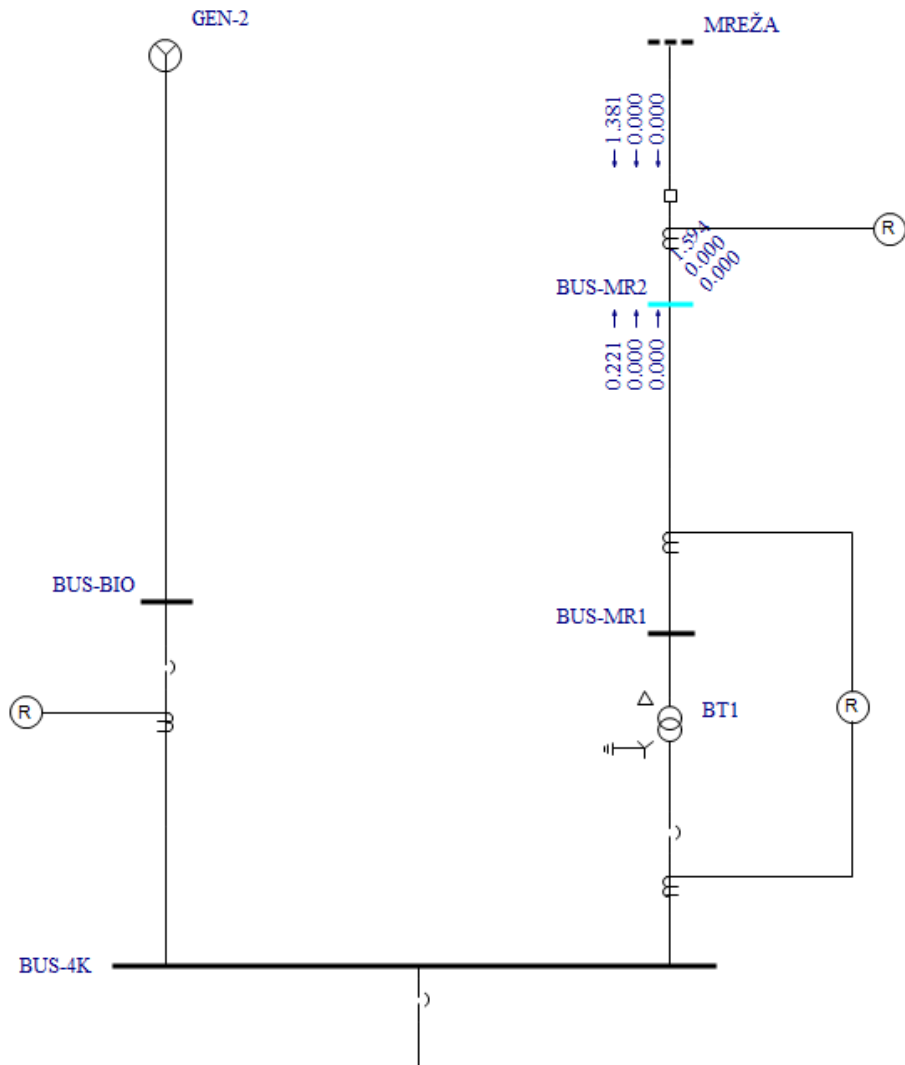 GEN-2
MREŽA
1.381
0.000
0.000
R
1.594
0.000
0.000
BUS-MR2
0.221
0.000
0.000
BUS-BIO
BUS-MR1
R
BT1
R
BUS-4K